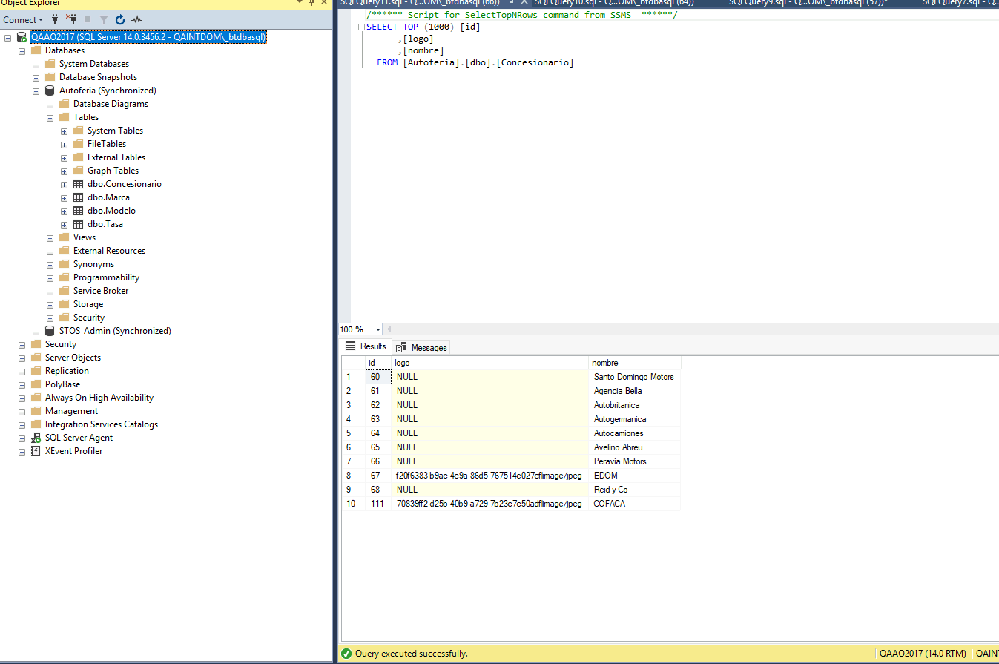 Object Explorer
Connect
QAAO2017 (SQL Server 14.0.3456.2 - QAINTDOM\_btdbasql)
Databases
System Databases
Database Snapshots
Autoferia (Synchronized)
Database Diagrams
Tables
System Tables
FileTables
External Tables
Graph Tables
dbo.Concesionario
dbo.Marca
dbo.Modelo
dbo.Tasa
Views
External Resources
Synonyms
Programmability
Service Broker
Storage
Security
STOS_Admin (Synchronized)
Security
Server Objects
Replication
PolyBase
Always On High Availability
Management
Integration Services Catalogs
SQL Server Agent
XEvent Profiler
SQLQuery11.sql - Q...OM\_btdbasql (66)) SQLQuery10.sql - Q...OM\_btdbasql (64)) SQLQuery9.sql - Q...OM\_btdbasql (57))* SQLQuery7.sql - Q...
/****** Script for SelectTopNRows command from SSMS ******/
SELECT TOP (1000) [id]
,[logo]
,[nombre]
FROM [Autoferia].[dbo].[Concesionario]
100 %
Results Messages
id logo nombre
1 60 NULL Santo Domingo Motors
2 61 NULL Agencia Bella
3 62 NULL Autobritanica
4 63 NULL Autogermanica
5 64 NULL Autocamiones
6 65 NULL Avelino Abreu
7 66 NULL Peravia Motors
8 67 f20f6383-b9ac-4c9a-86d5-767514e027cf|image/jpeg EDOM
9 68 NULL Reid y Co
10 111 70839ff2-d25b-40b9-a729-7b23c7c50adf|image/jpeg COFACA
Query executed successfully. QAAO2017 (14.0 RTM) QAINT